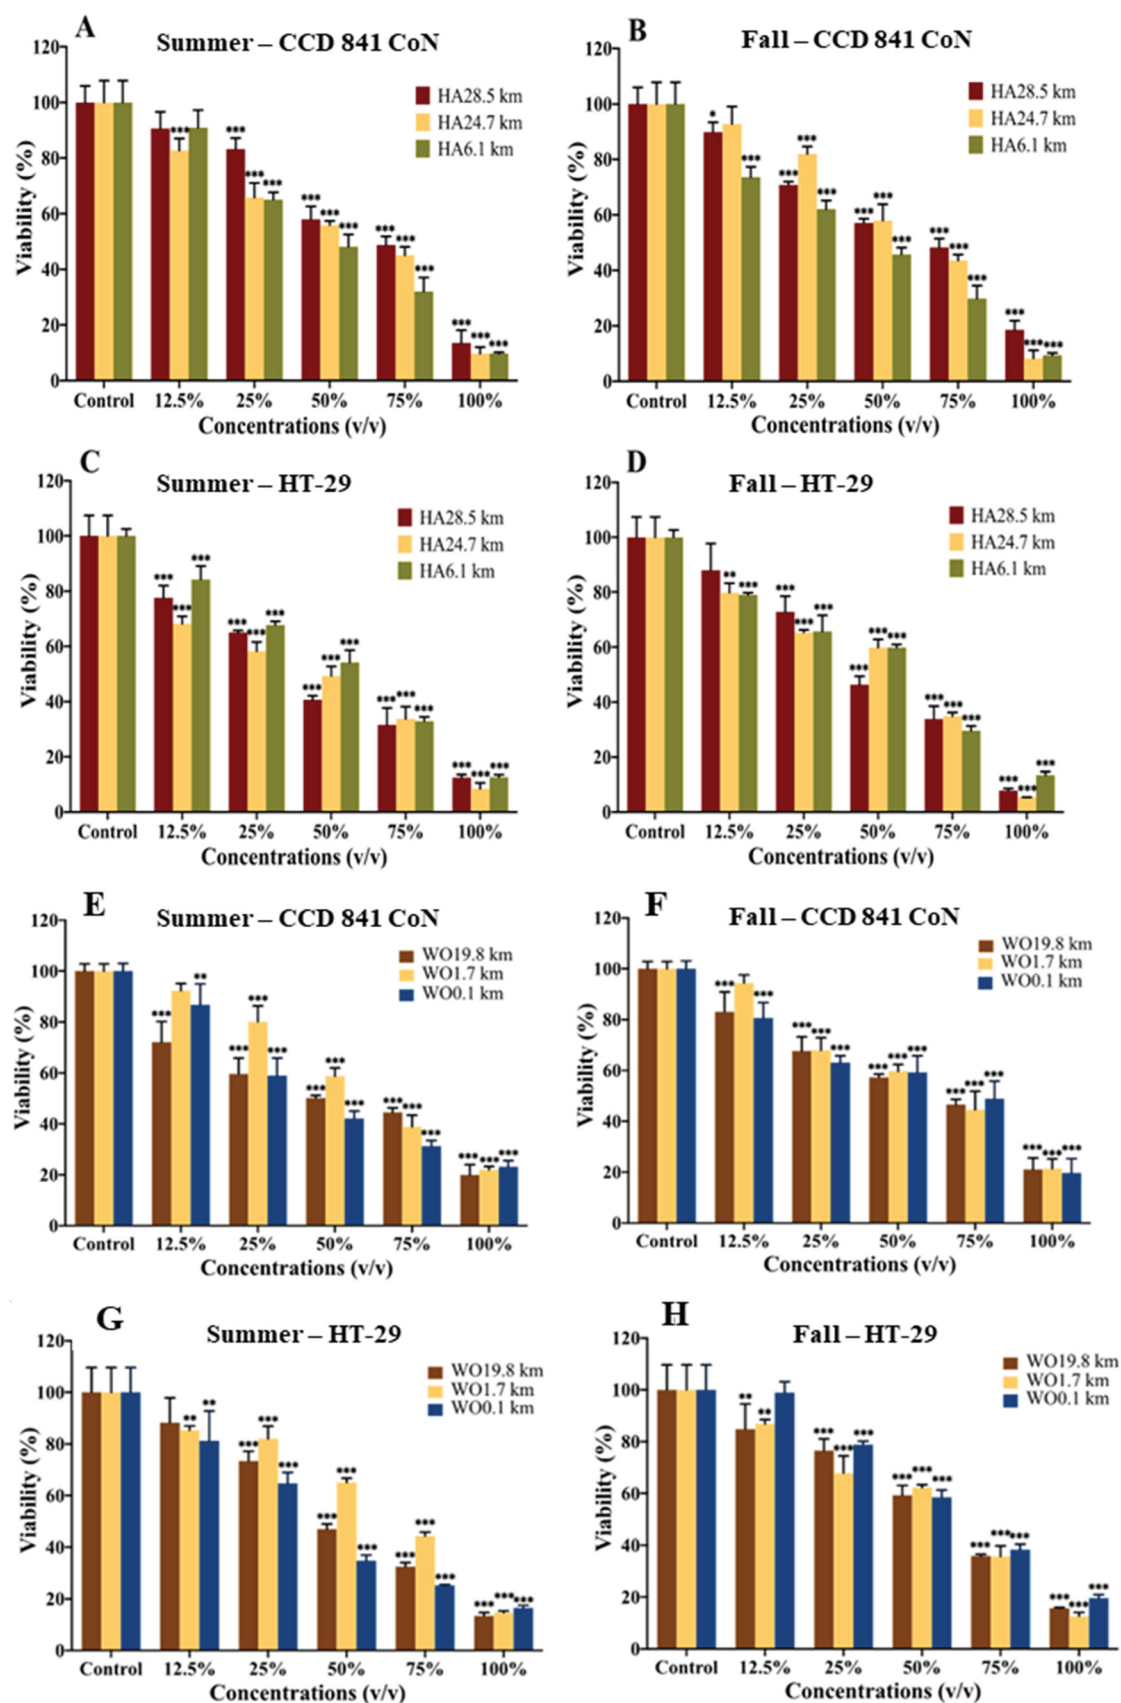 A
Summer – CCD 841 CoN
HA28.5 km
HA24.7 km
HA6.1 km
Viability (%)
120
100
80
60
40
20
0
*** *** *** *** *** *** *** *** *** *** *** *** ***
Control 12.5% 25% 50% 75% 100%
Concentrations (v/v)
B
Fall – CCD 841 CoN
HA28.5 km
HA24.7 km
HA6.1 km
Viability (%)
120
100
80
60
40
20
0
* *** *** *** *** *** *** *** *** *** *** *** *** ***
Control 12.5% 25% 50% 75% 100%
Concentrations (v/v)
C
Summer – HT-29
HA28.5 km
HA24.7 km
HA6.1 km
Viability (%)
120
100
80
60
40
20
0
*** *** *** *** *** *** *** *** *** *** *** *** *** *** ***
Control 12.5% 25% 50% 75% 100%
Concentrations (v/v)
D
Fall – HT-29
HA28.5 km
HA24.7 km
HA6.1 km
Viability (%)
120
100
80
60
40
20
0
** *** *** *** *** *** *** *** *** *** *** *** *** ***
Control 12.5% 25% 50% 75% 100%
Concentrations (v/v)
E
Summer – CCD 841 CoN
WO19.8 km
WO1.7 km
WO0.1 km
Viability (%)
120
100
80
60
40
20
0
*** ** *** *** *** *** *** *** *** *** *** *** *** ***
Control 12.5% 25% 50% 75% 100%
Concentrations (v/v)
F
Fall – CCD 841 CoN
WO19.8 km
WO1.7 km
WO0.1 km
Viability (%)
120
100
80
60
40
20
0
*** *** *** *** *** *** *** *** *** *** *** *** *** ***
Control 12.5% 25% 50% 75% 100%
Concentrations (v/v)
G
Summer – HT-29
WO19.8 km
WO1.7 km
WO0.1 km
Viability (%)
120
100
80
60
40
20
0
** ** *** *** *** *** *** *** *** *** *** *** *** ***
Control 12.5% 25% 50% 75% 100%
Concentrations (v/v)
H
Fall – HT-29
WO19.8 km
WO1.7 km
WO0.1 km
Viability (%)
120
100
80
60
40
20
0
** ** *** *** *** *** *** *** *** *** *** *** *** ***
Control 12.5% 25% 50% 75% 100%
Concentrations (v/v)